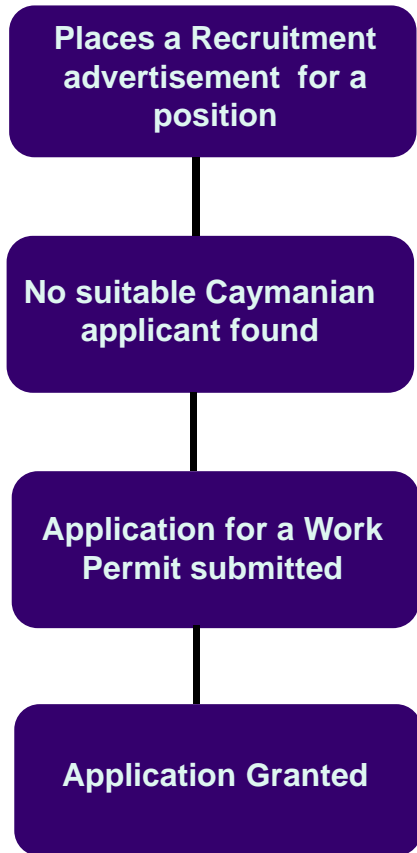 Places a Recruitment
advertisement for a
position
No suitable Caymanian
applicant found
Application for a Work
Permit submitted
Application Granted